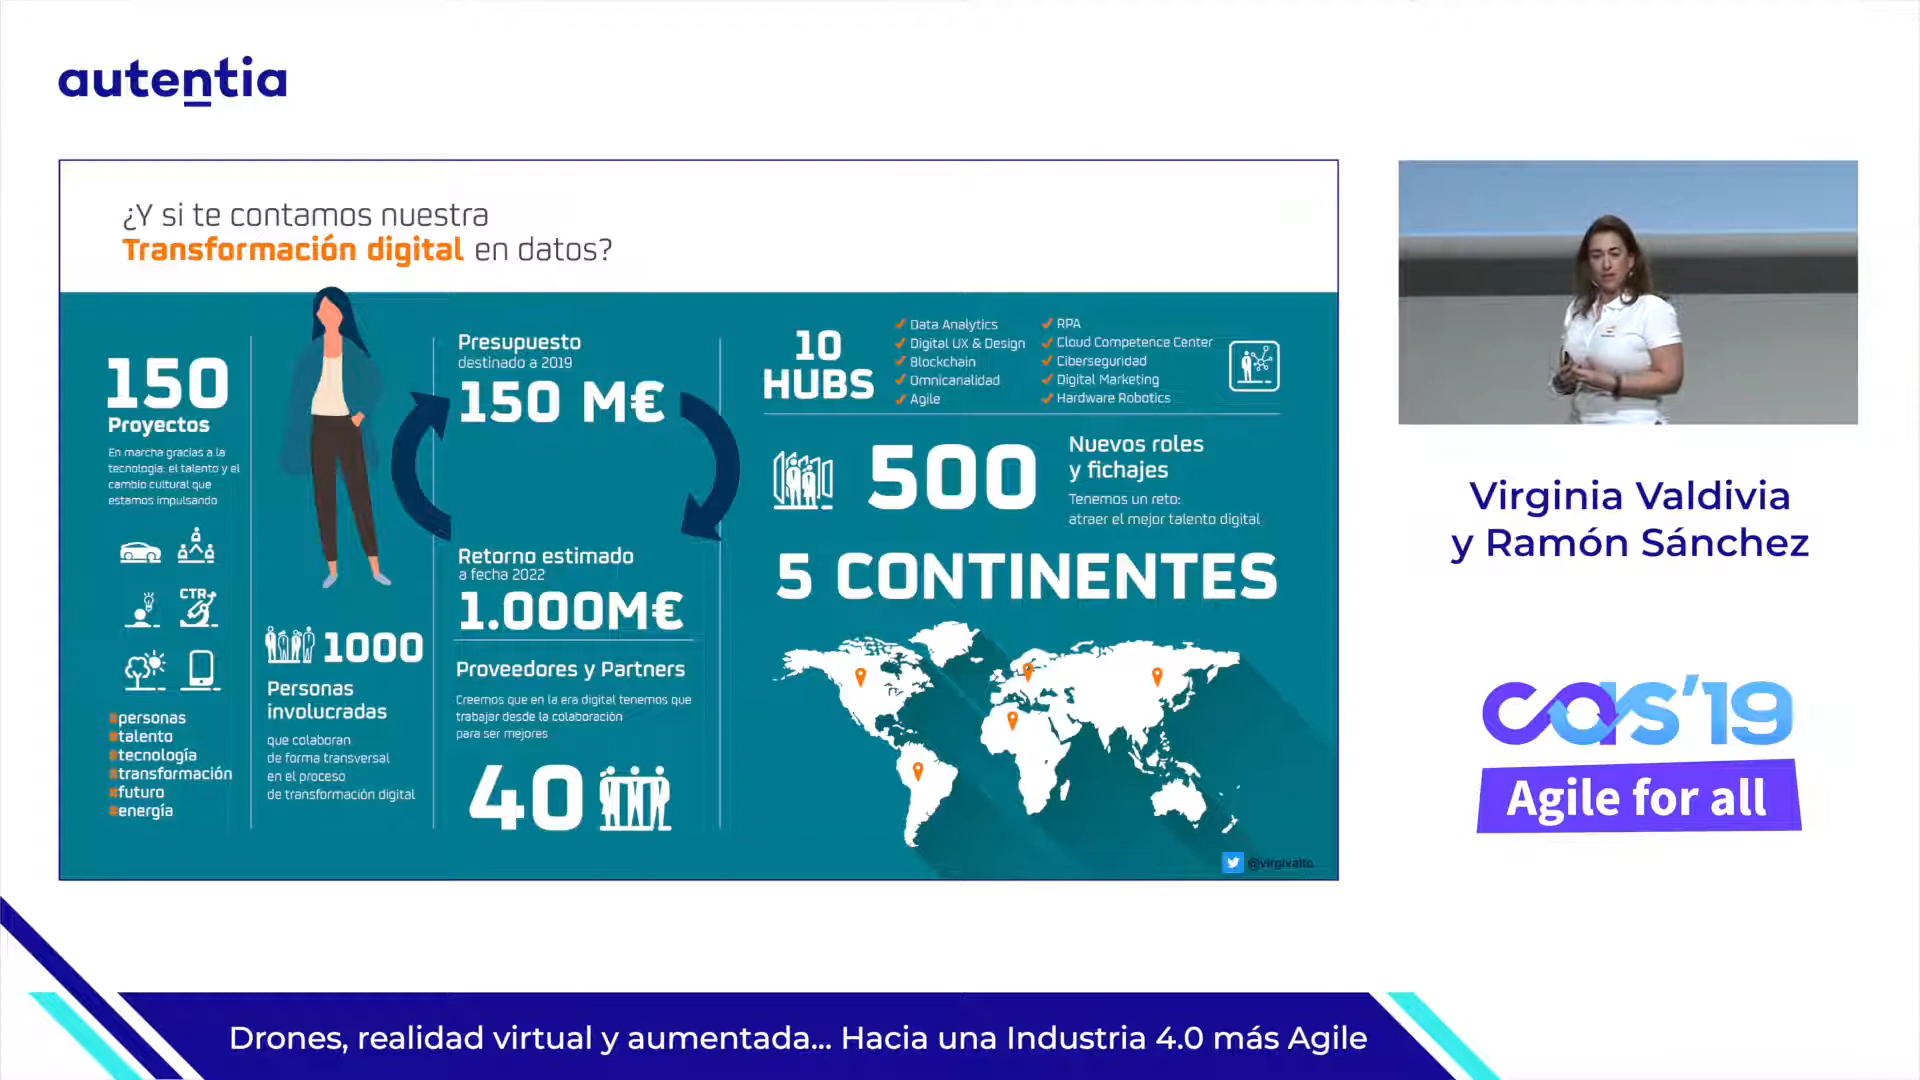 autentia
¿Y si te contamos nuestra
Transformación digital en datos?
150
Proyectos
En marcha gracias a la
tecnología: el talento y el
cambio cultural que
estamos impulsando
CTR
#personas
#talento
#tecnología
#transformación
#futuro
#energía
1000
Personas
involucradas
que colaboran
de forma transversal
en el proceso
de transformación digital
Presupuesto
destinado a 2019
150 M€
Retorno estimado
a fecha 2022
1.000M€
Proveedores y Partners
Creemos que en la era digital tenemos que
trabajar desde la colaboración
para ser mejores
40
10
HUBS
Data Analytics
Digital UX & Design
Blockchain
Omnicanalidad
Agile
RPA
Cloud Competence Center
Ciberseguridad
Digital Marketing
Hardware Robotics
500
Nuevos roles
y fichajes
Tenemos un reto:
atraer el mejor talento digital
5 CONTINENTES
Virginia Valdivia
y Ramón Sánchez
cas'19
Agile for all
Drones, realidad virtual y aumentada... Hacia una Industria 4.0 más Agile